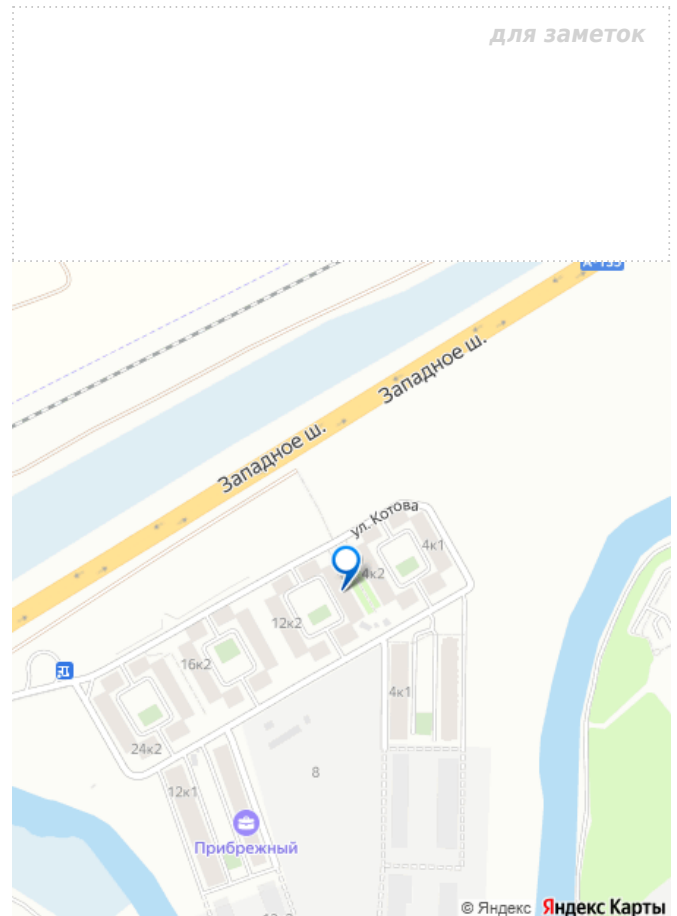 для заметок
Западное ш.
Западное ш.
ул. Котова
4к1
4к2
12к2
16к2
4к1
24к2
8
12к1
Прибрежный
© Яндекс Яндекс Карты